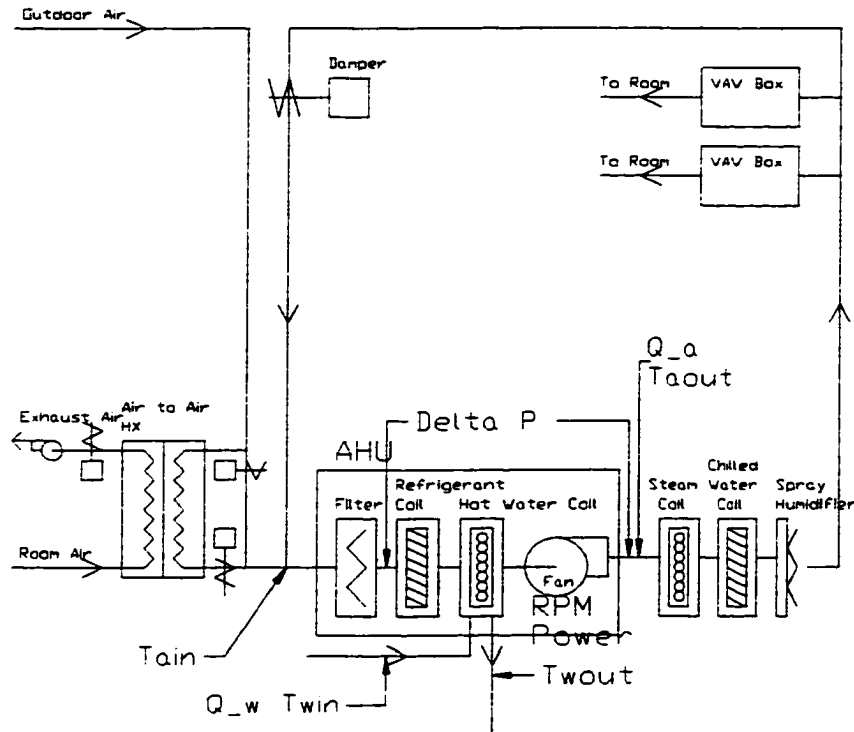 Outdoor Air
Damper
To Room
VAV Box
To Room
VAV Box
Q_a
Taout
Exhaust Air
Air to Air
HX
Delta P
AHU
Filter
Refrigerant
Coil
Hot Water Coil
Steam
Coil
Chilled
Water
Coil
Spray
Humidifier
Room Air
Fan
RPM
Power
Tain
Twout
Q_w Twin